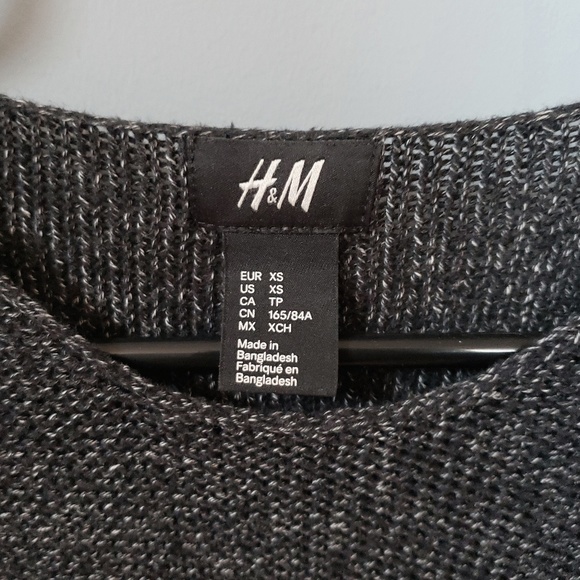 H&M
EUR XS
US XS
CA TP
CN 165/84A
MX XCH
Made in
Bangladesh
Fabriqué en
Bangladesh